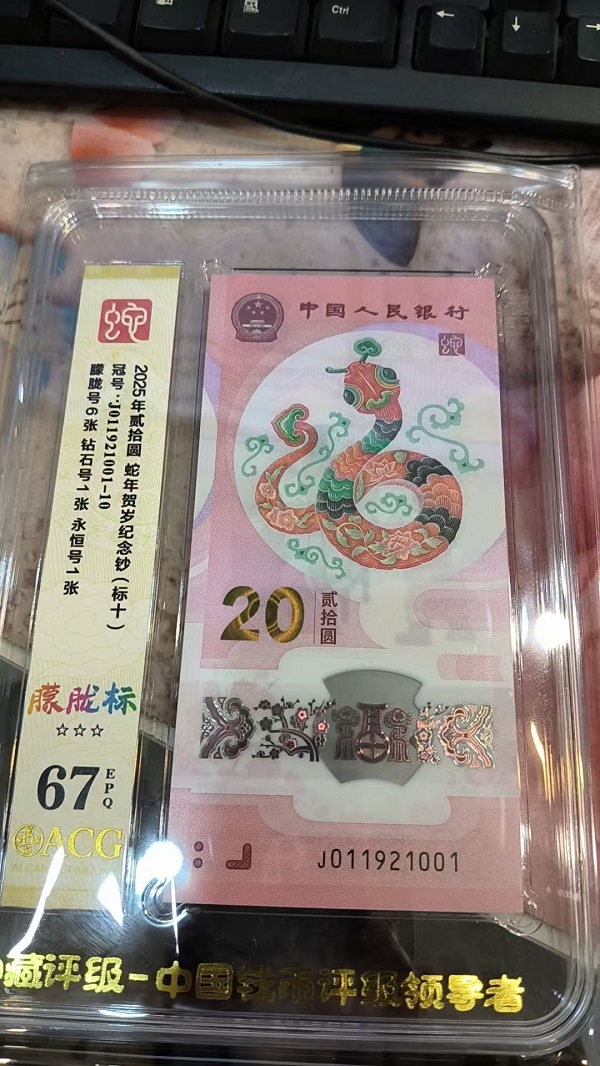 Ctrl
中国人民银行
蛇
20
贰拾圆
福
J011921001
蛇
2025年贰拾圆 蛇年贺岁纪念钞（标十）
冠号：J011921001-10
朦胧号6张 钻石号1张 永恒号1张
朦胧标
☆☆☆
67 EPQ
ACG
藏评级-中国钱币评级领导者